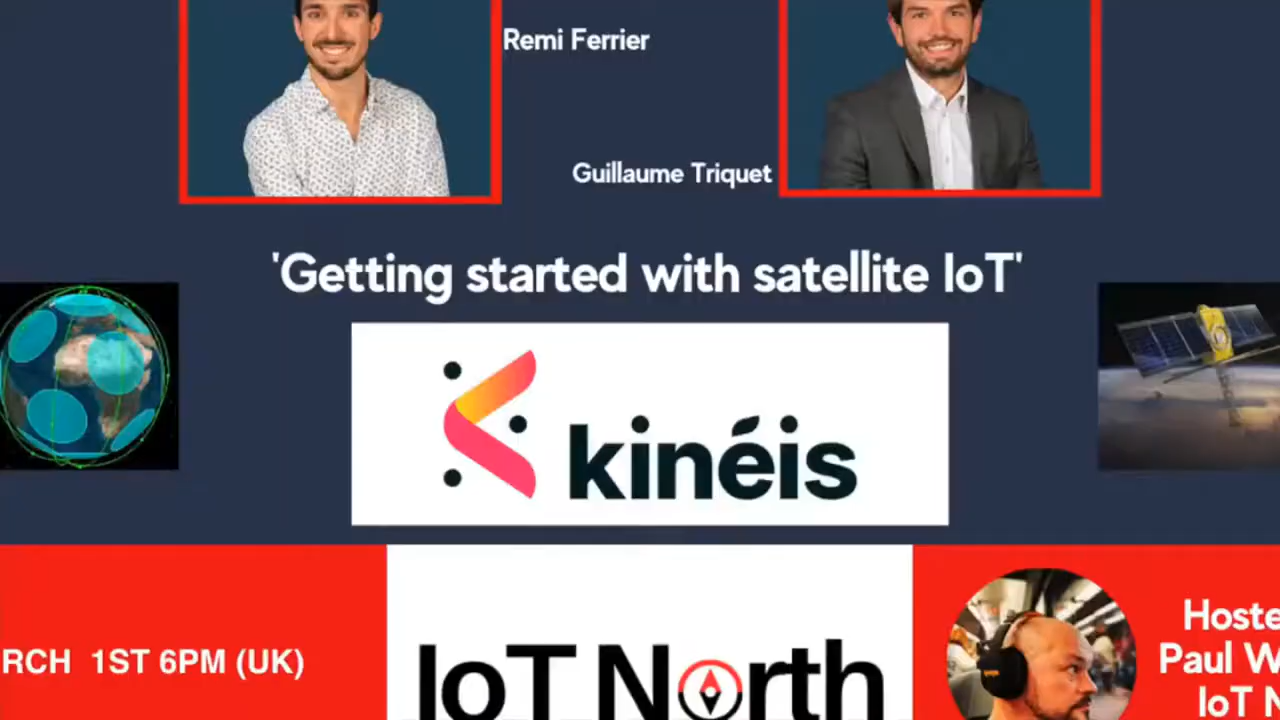 Remi Ferrier
Guillaume Triquet
'Getting started with satellite IoT'
kinéis
RCH 1ST 6PM (UK)
IoT North
Hoste
Paul W
IoT N